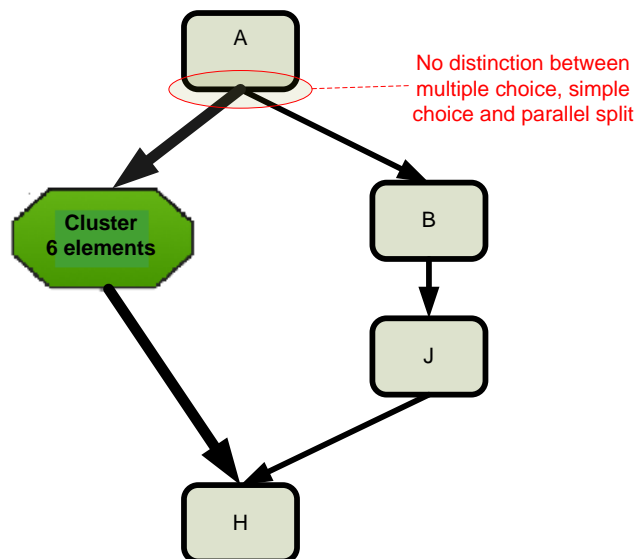 A
No distinction between
multiple choice, simple
choice and parallel split
Cluster
6 elements
B
J
H